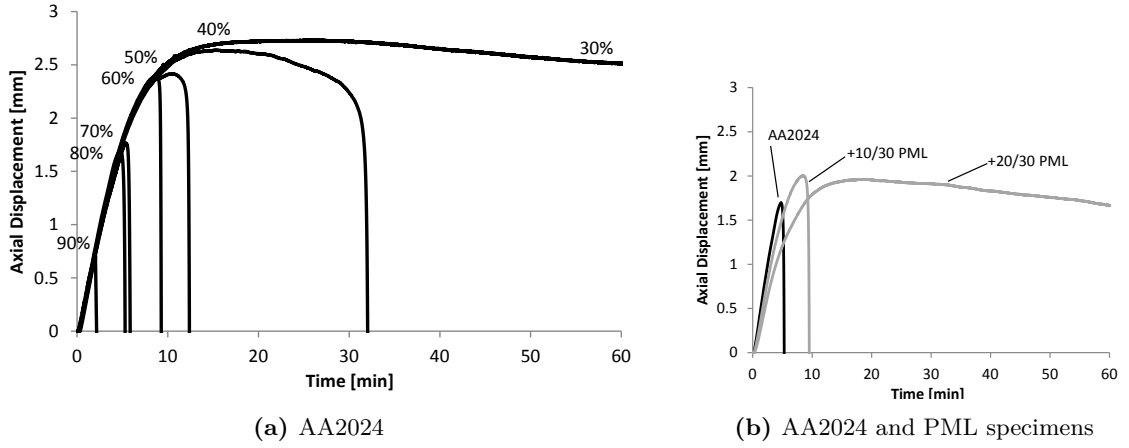 3
2.5
2
1.5
1
0.5
0
Axial Displacement [mm]
90%
80%
70%
60%
50%
40%
30%
0 10 20 30 40 50 60
Time [min]
(a) AA2024
3
2.5
2
1.5
1
0.5
0
Axial Displacement [mm]
AA2024
+10/30 PML
+20/30 PML
0 10 20 30 40 50 60
Time [min]
(b) AA2024 and PML specimens